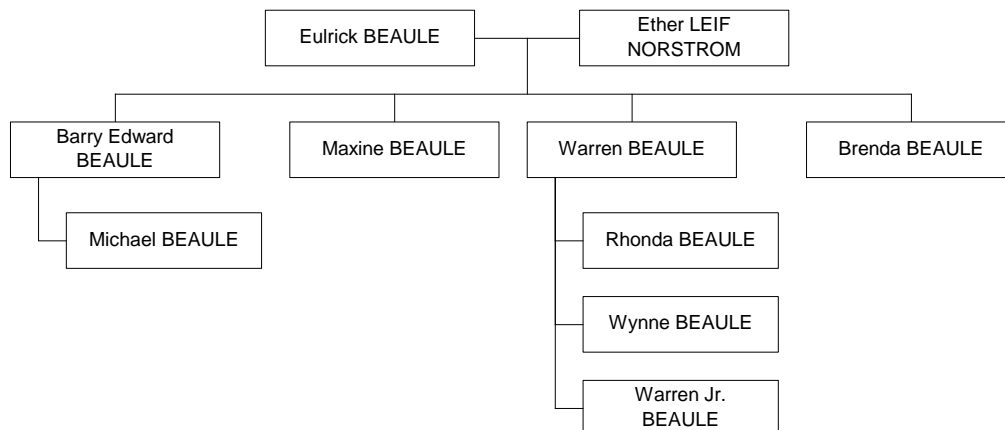 Eulrick BEAULE
Ether LEIF
NORSTROM
Barry Edward
BEAULE
Maxine BEAULE
Warren BEAULE
Brenda BEAULE
Michael BEAULE
Rhonda BEAULE
Wynne BEAULE
Warren Jr.
BEAULE